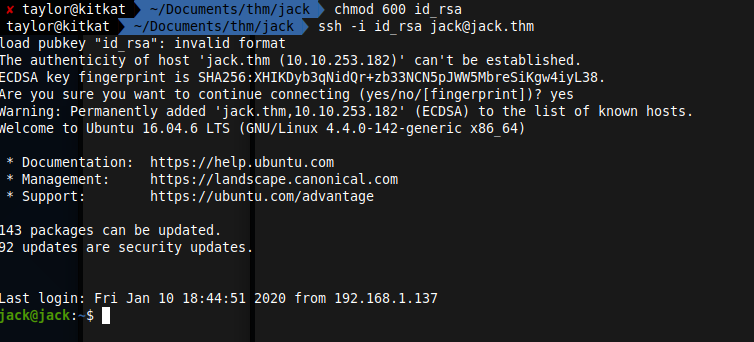 ✘ taylor@kitkat ~/Documents/thm/jack chmod 600 id_rsa
taylor@kitkat ~/Documents/thm/jack ssh -i id_rsa jack@jack.thm
load pubkey "id_rsa": invalid format
The authenticity of host 'jack.thm (10.10.253.182)' can't be established.
ECDSA key fingerprint is SHA256:XHIKDyb3qNidQr+zb33NCN5pJWW5MbreSiKgw4iyL38.
Are you sure you want to continue connecting (yes/no/[fingerprint])? yes
Warning: Permanently added 'jack.thm,10.10.253.182' (ECDSA) to the list of known hosts.
Welcome to Ubuntu 16.04.6 LTS (GNU/Linux 4.4.0-142-generic x86_64)
* Documentation: https://help.ubuntu.com
* Management: https://landscape.canonical.com
* Support: https://ubuntu.com/advantage
143 packages can be updated.
92 updates are security updates.
Last login: Fri Jan 10 18:44:51 2020 from 192.168.1.137
jack@jack:~$